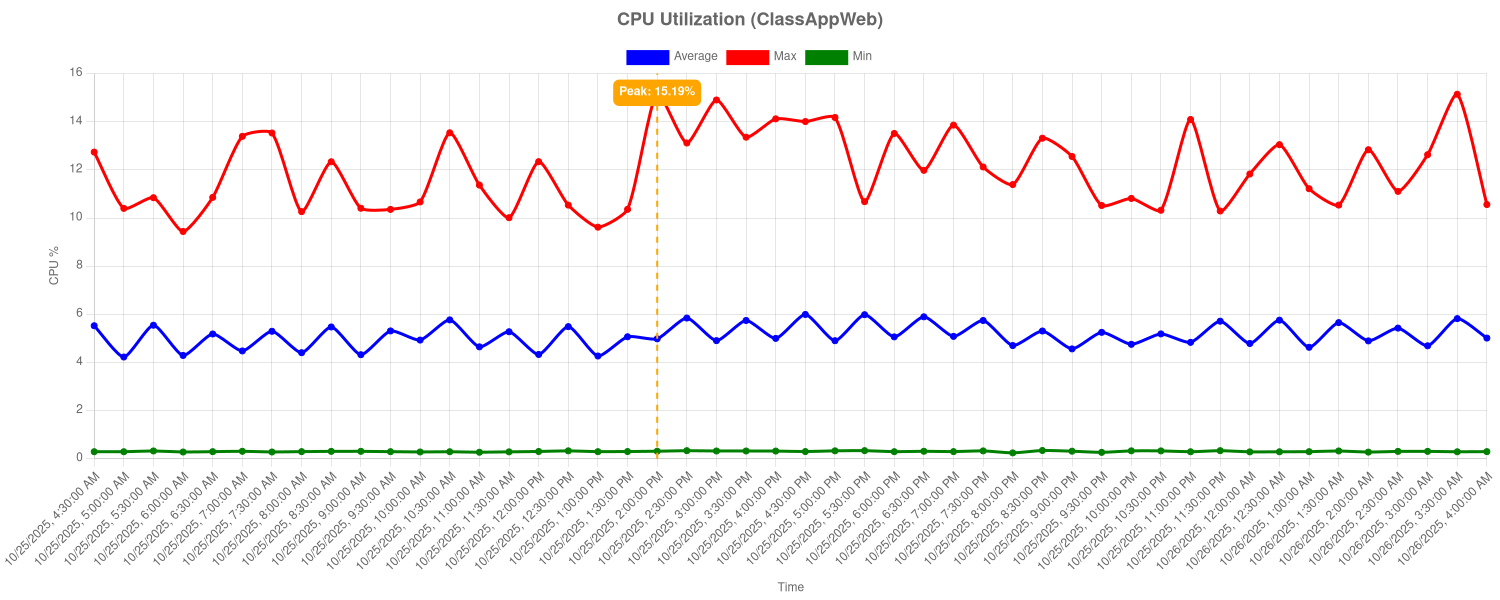 CPU Utilization (ClassAppWeb)
Average Max Min
Peak: 15.19%
16
14
12
10
8
6
4
2
0
CPU %
10/25/2025, 4:30:00 AM
10/25/2025, 5:00:00 AM
10/25/2025, 5:30:00 AM
10/25/2025, 6:00:00 AM
10/25/2025, 6:30:00 AM
10/25/2025, 7:00:00 AM
10/25/2025, 7:30:00 AM
10/25/2025, 8:00:00 AM
10/25/2025, 8:30:00 AM
10/25/2025, 9:00:00 AM
10/25/2025, 9:30:00 AM
10/25/2025, 10:00:00 AM
10/25/2025, 10:30:00 AM
10/25/2025, 11:00:00 AM
10/25/2025, 11:30:00 AM
10/25/2025, 12:00:00 PM
10/25/2025, 12:30:00 PM
10/25/2025, 1:00:00 PM
10/25/2025, 1:30:00 PM
10/25/2025, 2:00:00 PM
10/25/2025, 2:30:00 PM
10/25/2025, 3:00:00 PM
10/25/2025, 3:30:00 PM
10/25/2025, 4:00:00 PM
10/25/2025, 4:30:00 PM
10/25/2025, 5:00:00 PM
10/25/2025, 5:30:00 PM
10/25/2025, 6:00:00 PM
10/25/2025, 6:30:00 PM
10/25/2025, 7:00:00 PM
10/25/2025, 7:30:00 PM
10/25/2025, 8:00:00 PM
10/25/2025, 8:30:00 PM
10/25/2025, 9:00:00 PM
10/25/2025, 9:30:00 PM
10/25/2025, 10:00:00 PM
10/25/2025, 10:30:00 PM
10/25/2025, 11:00:00 PM
10/25/2025, 11:30:00 PM
10/26/2025, 12:00:00 AM
10/26/2025, 12:30:00 AM
10/26/2025, 1:00:00 AM
10/26/2025, 1:30:00 AM
10/26/2025, 2:00:00 AM
10/26/2025, 2:30:00 AM
10/26/2025, 3:00:00 AM
10/26/2025, 3:30:00 AM
10/26/2025, 4:00:00 AM
Time